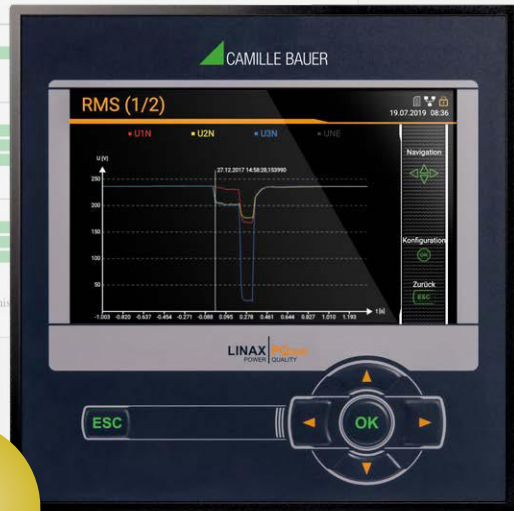 CAMILLE BAUER
RMS (1/2)
19.07.2019 08:36
U1N U2N U3N UNE
Navigation
U (V)
27.12.2017 14:58:28,153990
250
200
150
100
50
Konfiguration
OK
Zurück
ESC
t (s)
-1.003 -0.820 -0.637 -0.454 -0.271 -0.088 0.095 0.278 0.461 0.644 0.827 1.010 1.193
LINAX
POWER QUALITY
ESC
OK